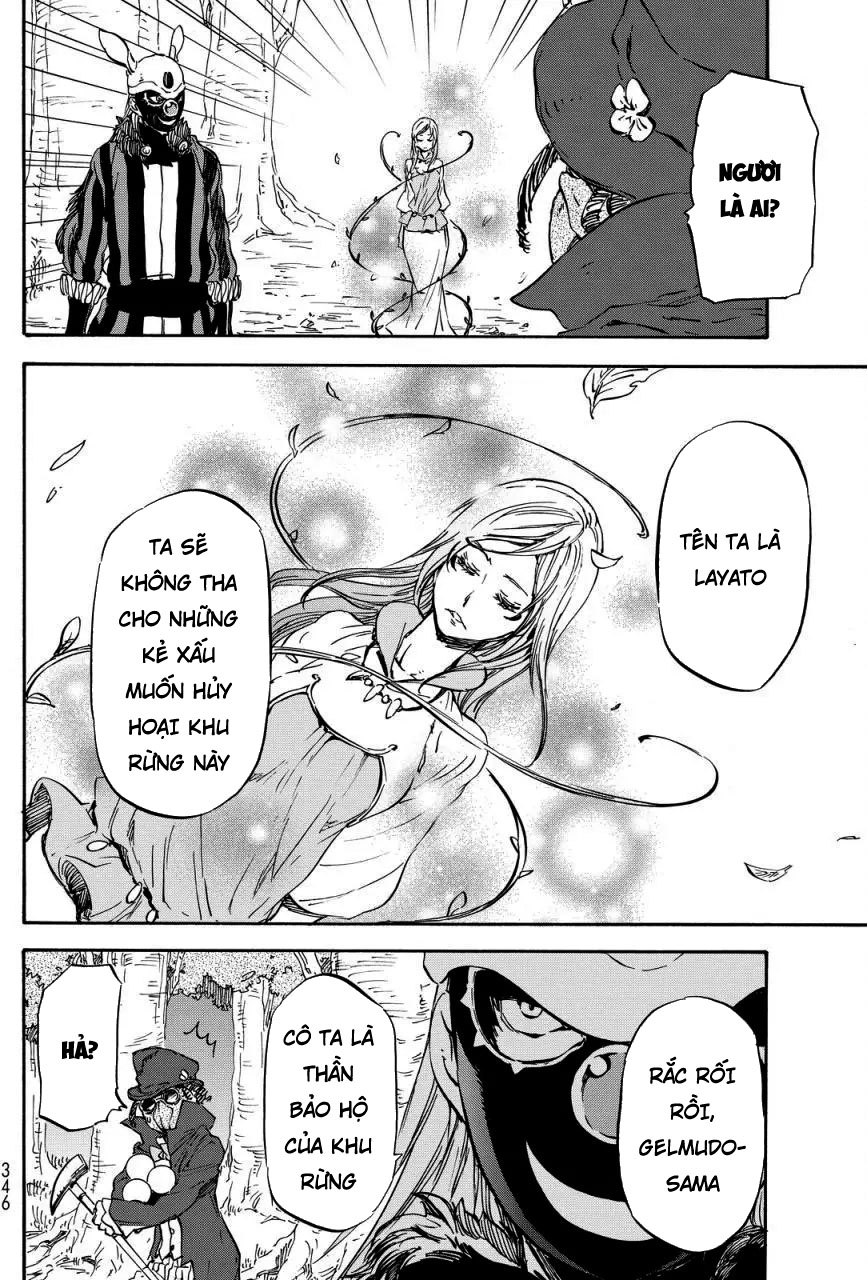 NGƯƠI
LÀ AI?
TÊN TA LÀ
LAYATO
TA SẼ
KHÔNG THA
CHO NHỮNG
KẺ XẤU
MUỐN HỦY
HOẠI KHU
RỪNG NÀY
RẮC RỐI
RỒI,
GELMUDO-
SAMA
CÔ TA LÀ
THẦN
BẢO HỘ
CỦA KHU
RỪNG
HẢ?
346